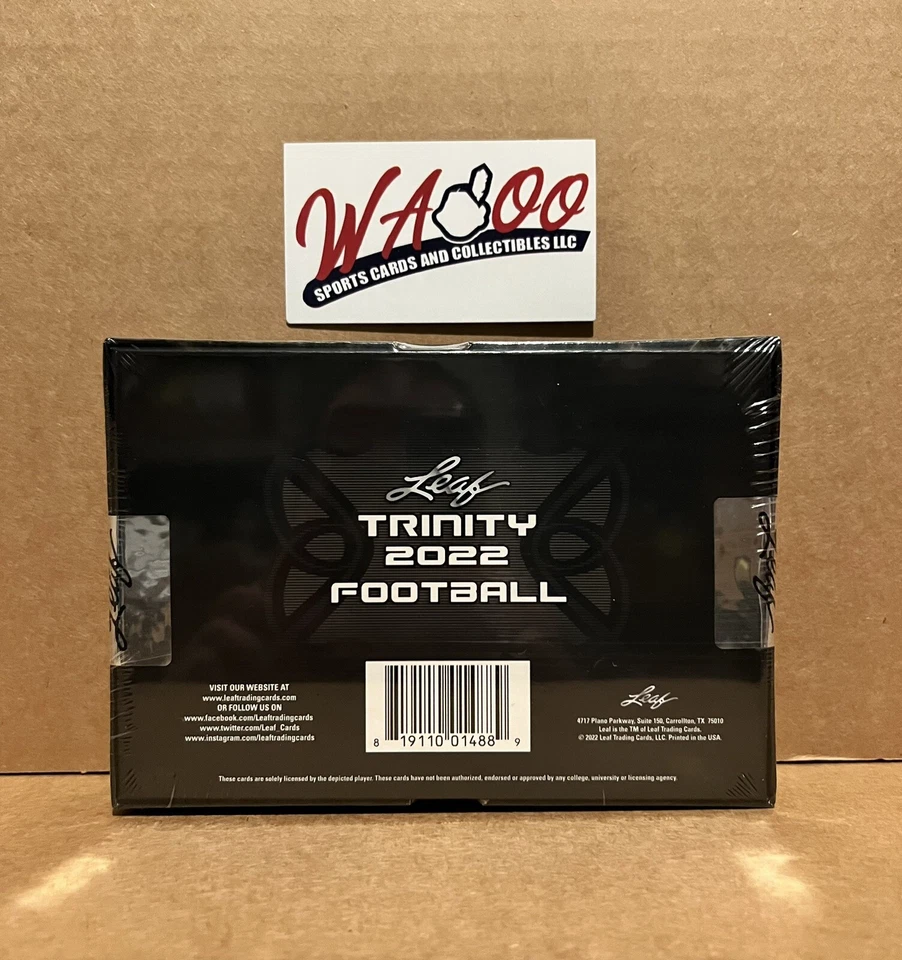 WAHOO
SPORTS CARDS AND COLLECTIBLES LLC
Leaf
TRINITY
2022
FOOTBALL
Leaf
Leaf
VISIT OUR WEBSITE AT
www.leaftradingcards.com
OR FOLLOW US ON
www.facebook.com/Leaftradingcards
www.twitter.com/Leaf_Cards
www.instagram.com/leaftradingcards
8 19110 01488 9
Leaf
4717 Plano Parkway, Suite 150, Carrollton, TX 75010
Leaf is the TM of Leaf Trading Cards.
© 2022 Leaf Trading Cards, LLC. Printed in the USA.
These cards are solely licensed by the depicted player. These cards have not been authorized, endorsed or approved by any college, university or licensing agency.